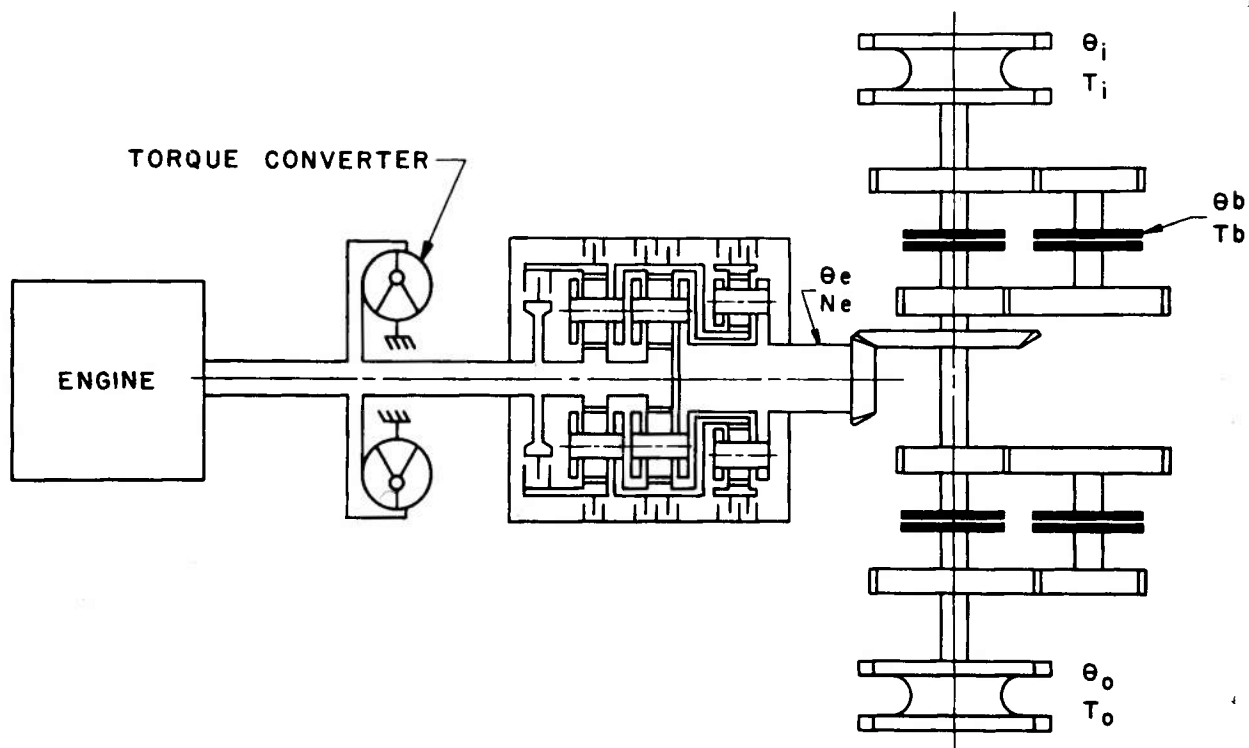 θi
Ti
TORQUE CONVERTER
θb
Tb
θe
Ne
ENGINE
θo
To